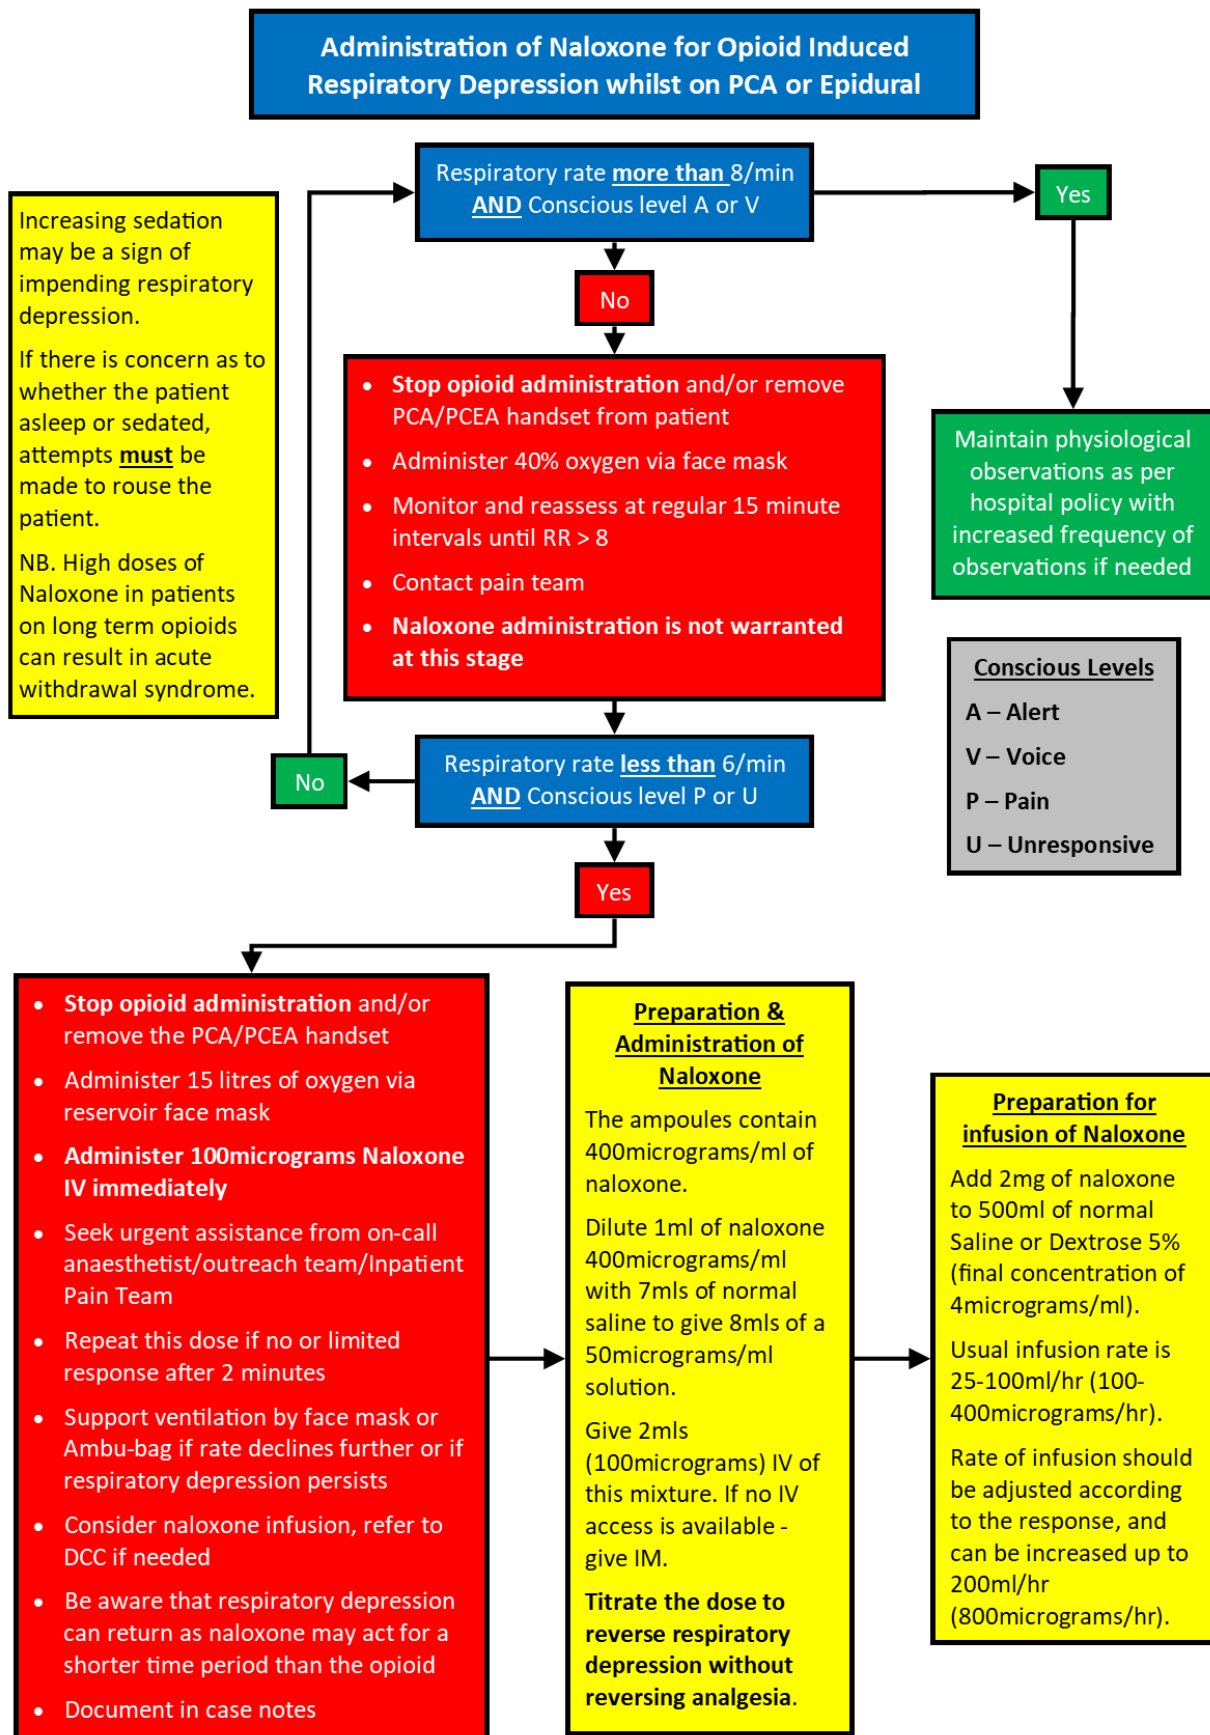 Administration of Naloxone for Opioid Induced
Respiratory Depression whilst on PCA or Epidural
Respiratory rate more than 8/min
AND Conscious level A or V
Yes
Increasing sedation
may be a sign of
impending respiratory
depression.
If there is concern as to
whether the patient
asleep or sedated,
attempts must be
made to rouse the
patient.
NB. High doses of
Naloxone in patients
on long term opioids
can result in acute
withdrawal syndrome.
No
• Stop opioid administration and/or remove
PCA/PCEA handset from patient
• Administer 40% oxygen via face mask
• Monitor and reassess at regular 15 minute
intervals until RR > 8
• Contact pain team
• Naloxone administration is not warranted
at this stage
Maintain physiological
observations as per
hospital policy with
increased frequency of
observations if needed
Conscious Levels
A – Alert
V – Voice
P – Pain
U – Unresponsive
No
Respiratory rate less than 6/min
AND Conscious level P or U
Yes
• Stop opioid administration and/or
remove the PCA/PCEA handset
• Administer 15 litres of oxygen via
reservoir face mask
• Administer 100micrograms Naloxone
IV immediately
• Seek urgent assistance from on-call
anaesthetist/outreach team/Inpatient
Pain Team
• Repeat this dose if no or limited
response after 2 minutes
• Support ventilation by face mask or
Ambu-bag if rate declines further or if
respiratory depression persists
• Consider naloxone infusion, refer to
DCC if needed
• Be aware that respiratory depression
can return as naloxone may act for a
shorter time period than the opioid
• Document in case notes
Preparation &
Administration of
Naloxone
The ampoules contain
400micrograms/ml of
naloxone.
Dilute 1ml of naloxone
400micrograms/ml
with 7mls of normal
saline to give 8mls of a
50micrograms/ml
solution.
Give 2mls
(100micrograms) IV of
this mixture. If no IV
access is available -
give IM.
Titrate the dose to
reverse respiratory
depression without
reversing analgesia.
Preparation for
infusion of Naloxone
Add 2mg of naloxone
to 500ml of normal
Saline or Dextrose 5%
(final concentration of
4micrograms/ml).
Usual infusion rate is
25-100ml/hr (100-
400micrograms/hr).
Rate of infusion should
be adjusted according
to the response, and
can be increased up to
200ml/hr
(800micrograms/hr).